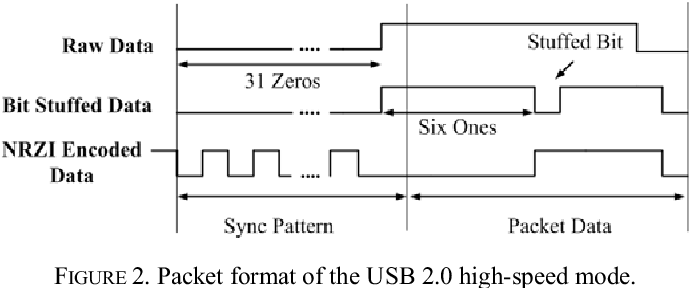 Raw Data
....
Stuffed Bit
31 Zeros
Bit Stuffed Data
....
Six Ones
NRZI Encoded
Data
....
Sync Pattern
Packet Data
FIGURE 2. Packet format of the USB 2.0 high-speed mode.